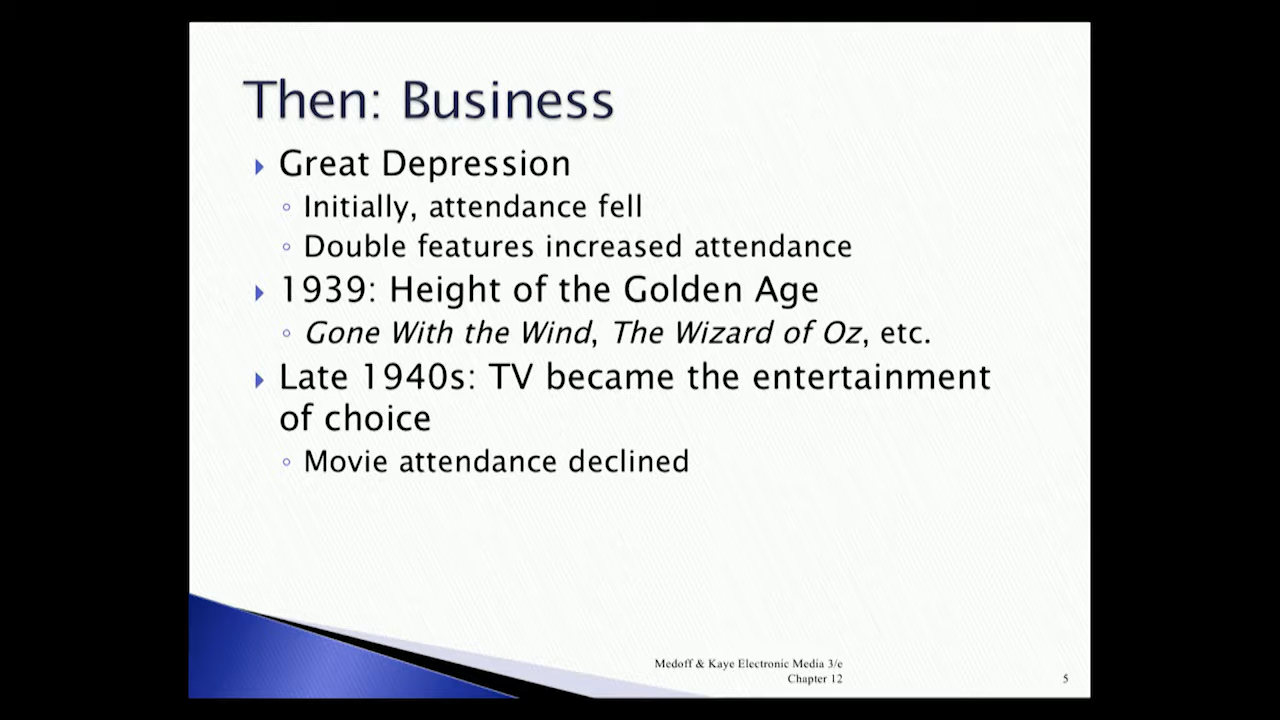 Then: Business
Great Depression
Initially, attendance fell
Double features increased attendance
1939: Height of the Golden Age
Gone With the Wind, The Wizard of Oz, etc.
Late 1940s: TV became the entertainment
of choice
Movie attendance declined
Medoff & Kaye Electronic Media 3/e
Chapter 12
5